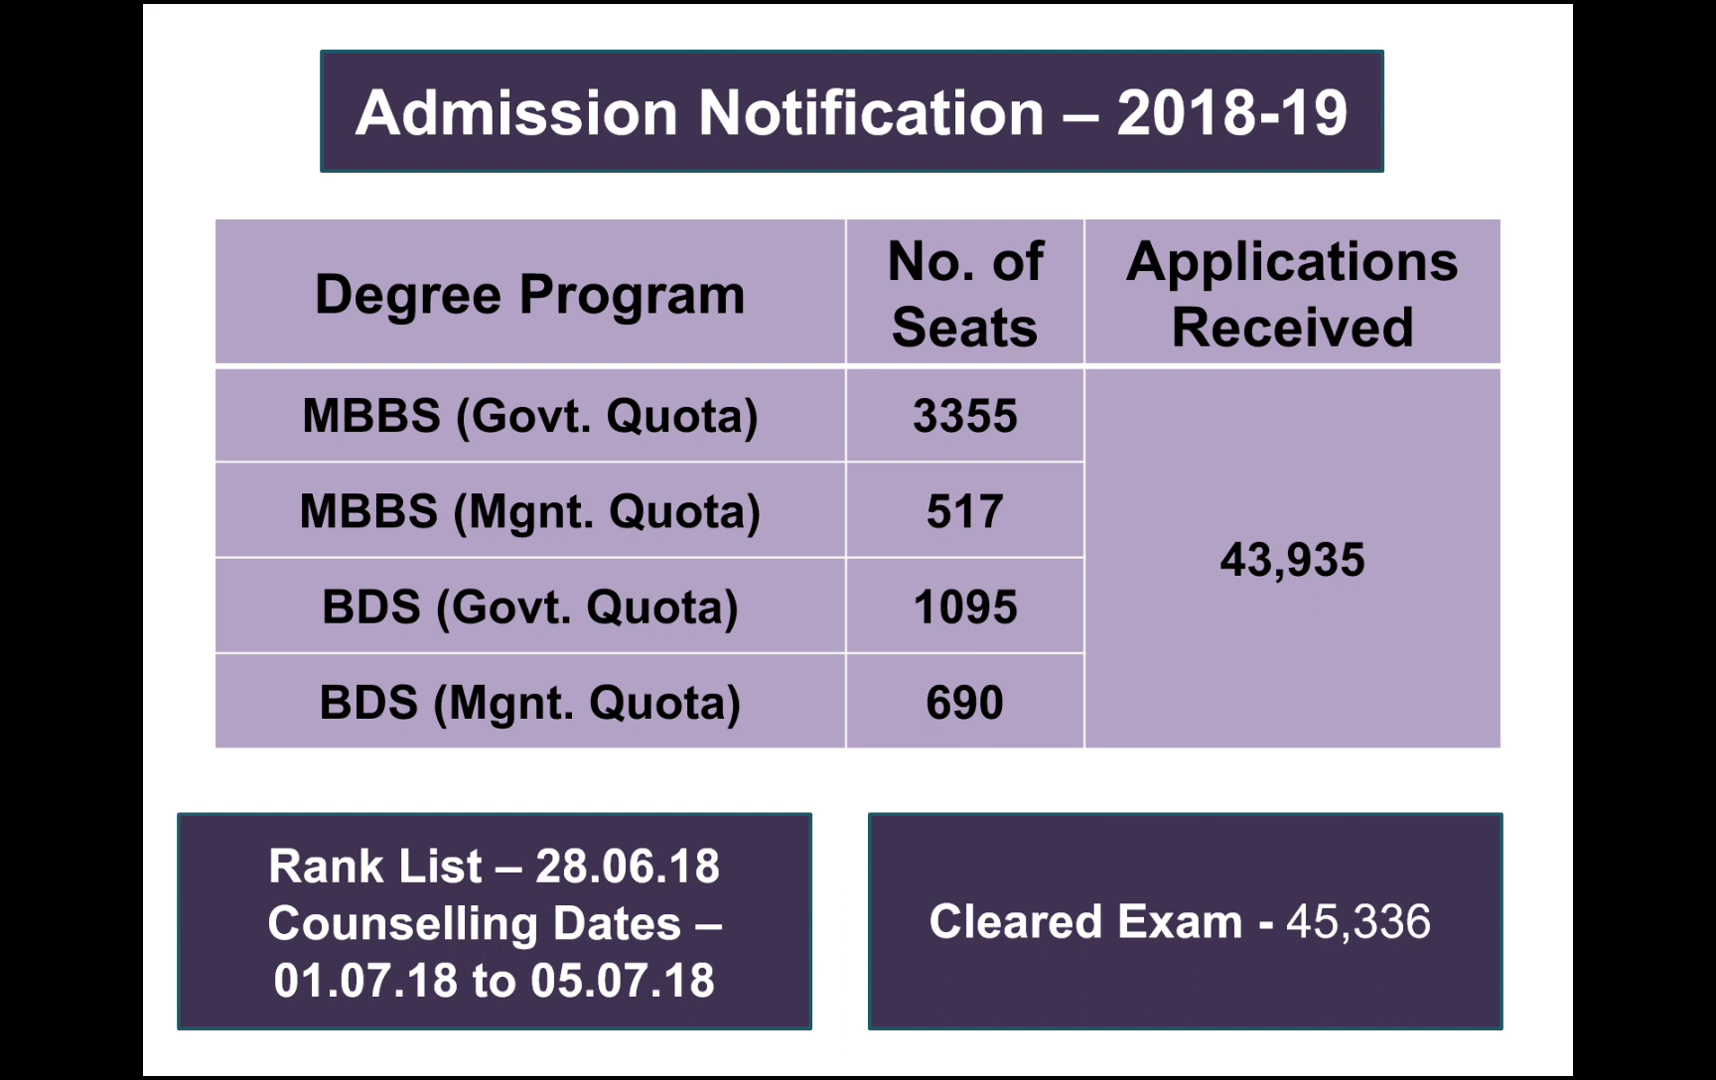 Admission Notification – 2018-19
Degree Program
No. of
Seats
Applications
Received
MBBS (Govt. Quota)
3355
MBBS (Mgnt. Quota)
517
BDS (Govt. Quota)
1095
BDS (Mgnt. Quota)
690
43,935
Rank List – 28.06.18
Counselling Dates –
01.07.18 to 05.07.18
Cleared Exam - 45,336